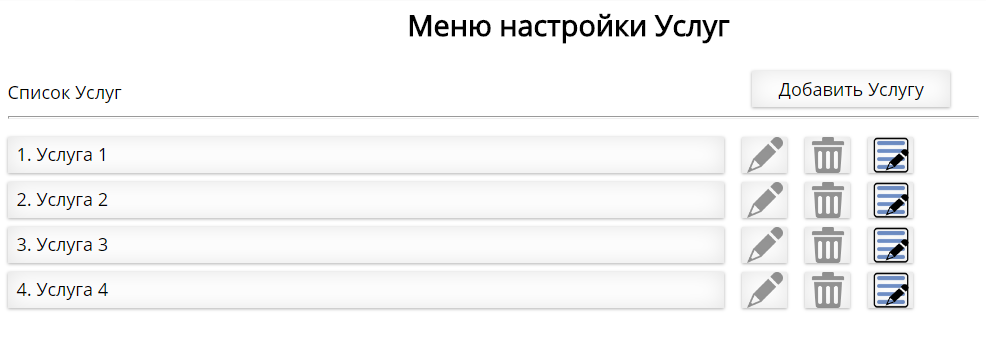 Меню настройки Услуг
Список Услуг
Добавить Услугу
1. Услуга 1
2. Услуга 2
3. Услуга 3
4. Услуга 4